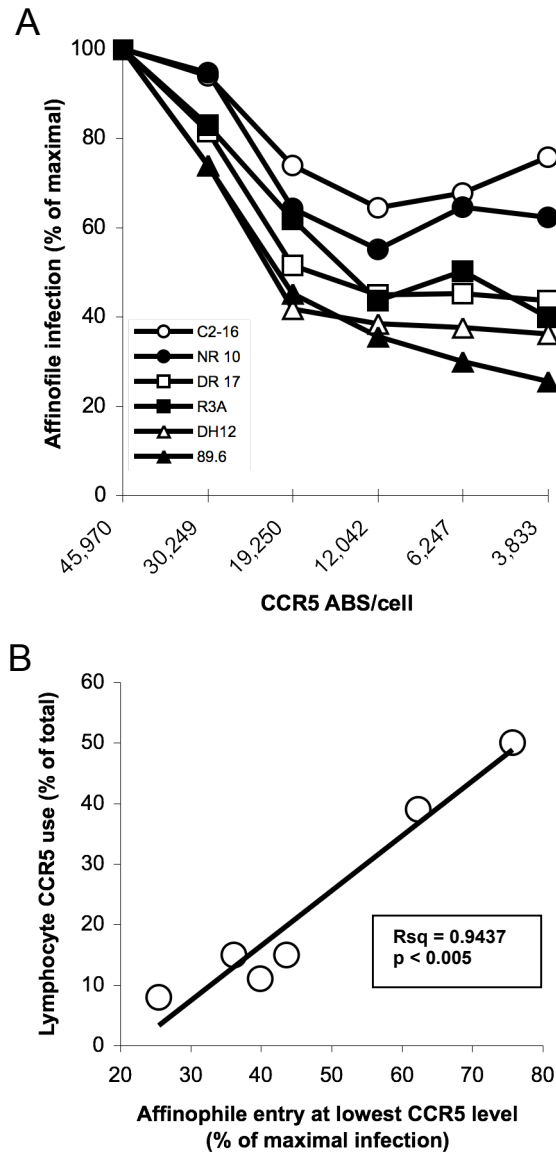 A
Affinofile infection (% of maximal)
100
80
60
40
20
0
C2-16
NR 10
DR 17
R3A
DH12
89.6
45,970
30,249
19,250
12,042
6,247
3,833
CCR5 ABS/cell
B
Lymphocyte CCR5 use (% of total)
60
50
40
30
20
10
0
Rsq = 0.9437
p < 0.005
20
30
40
50
60
70
80
Affinophile entry at lowest CCR5 level
(% of maximal infection)